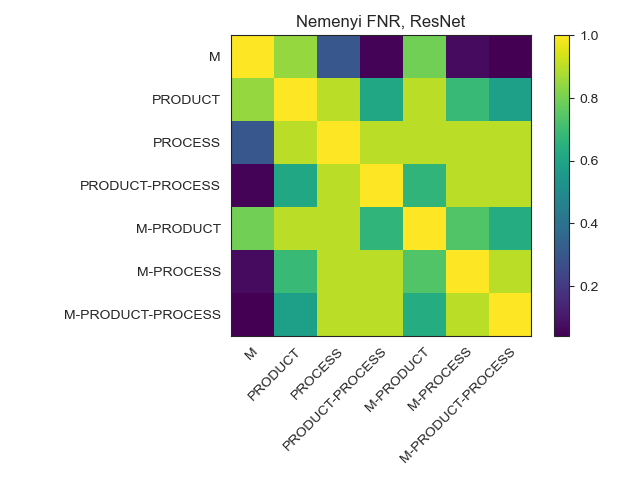 Nemenyi FNR, ResNet
M
PRODUCT
PROCESS
PRODUCT-PROCESS
M-PRODUCT
M-PROCESS
M-PRODUCT-PROCESS
1.0
0.8
0.6
0.4
0.2
M
PRODUCT
PROCESS
PRODUCT-PROCESS
M-PRODUCT
M-PROCESS
M-PRODUCT-PROCESS